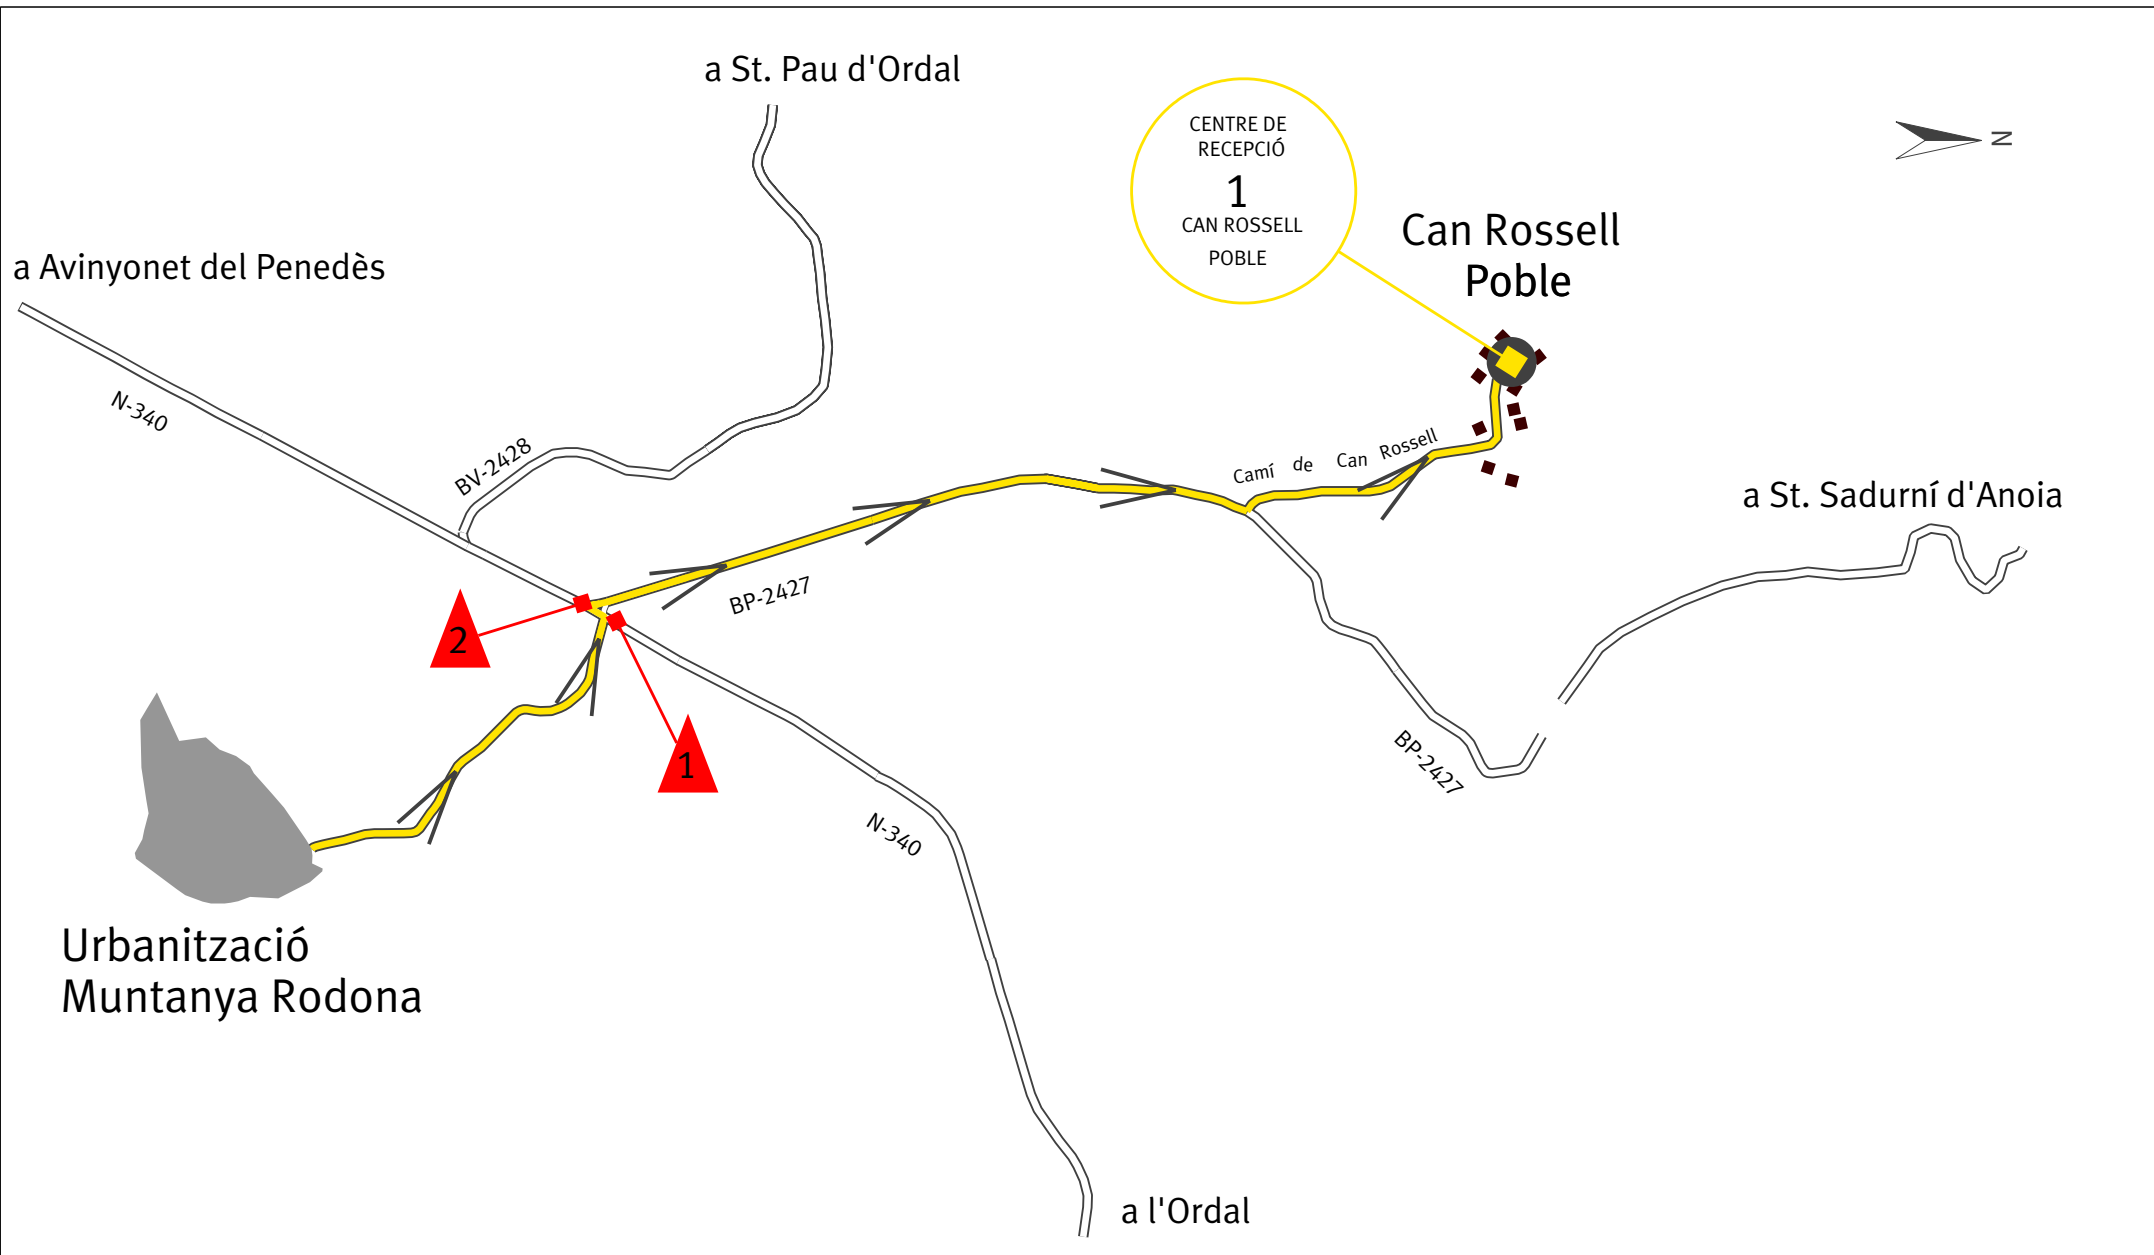 a St. Pau d'Ordal
CENTRE DE
RECEPCIÓ
1
CAN ROSSELL
POBLE
N
Can Rossell
Poble
a Avinyonet del Penedès
N-340
BV-2428
Camí de Can Rossell
a St. Sadurní d'Anoia
BP-2427
2
1
BP-2427
N-340
Urbanització
Muntanya Rodona
a l'Ordal